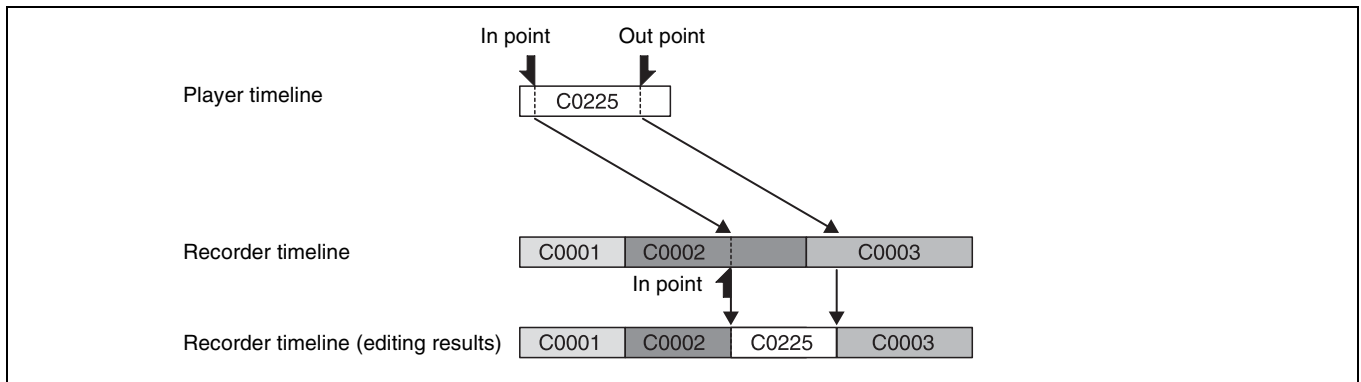 In point Out point
Player timeline C0225
Recorder timeline C0001 C0002 C0003
In point
Recorder timeline (editing results) C0001 C0002 C0225 C0003